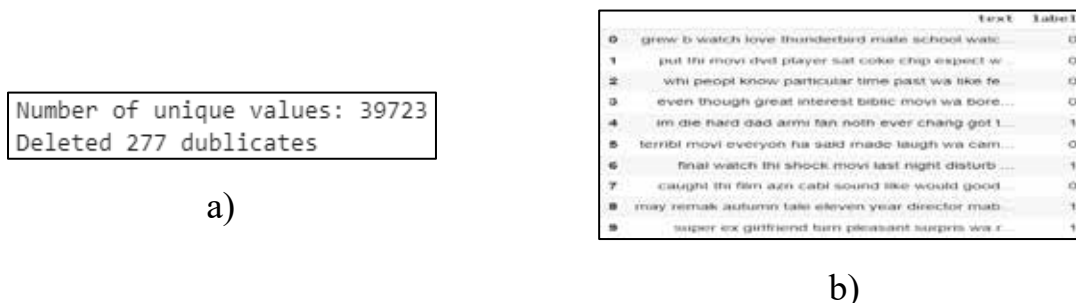 Number of unique values: 39723
Deleted 277 dublicates
a)
text label
0 grew b watch love thunderbird mate school watc... 0
1 put thi movi dvd player sat coke chip expect w... 0
2 whi peopl know particular time past wa like fe... 0
3 even though great interest biblic movi wa bore... 0
4 im die hard dad armi fan noth ever chang got t... 1
5 terribl movi everyon ha said made laugh wa cam... 0
6 final watch thi shock movi last night disturb ... 1
7 caught thi film azn cabl sound like would good... 0
8 may remak autumn tale eleven year director mab... 1
9 super ex girlfriend turn pleasant surpris wa r... 1
b)